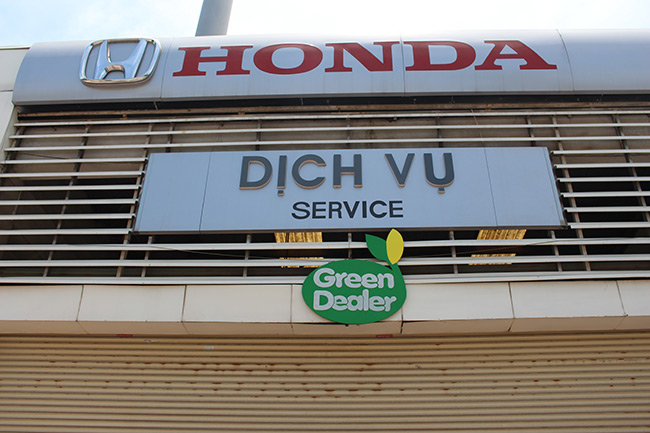 HONDA
DỊCH VỤ
SERVICE
Green
Dealer